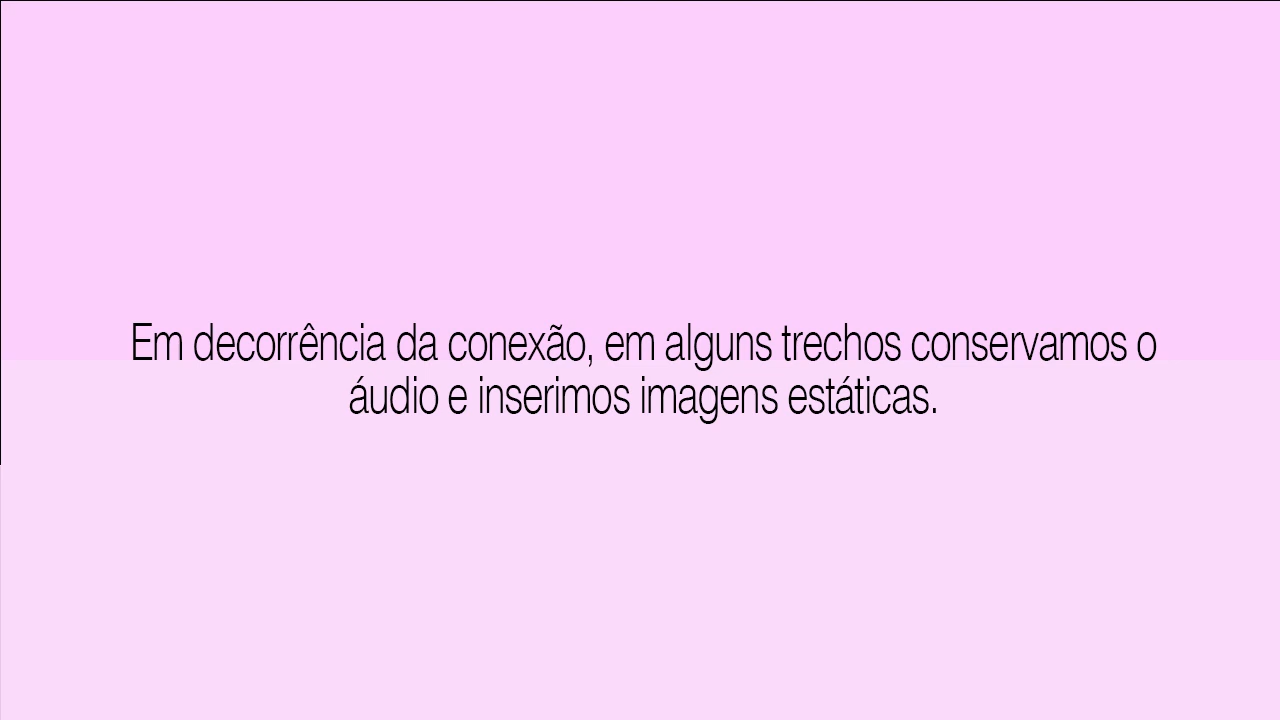 Em decorrência da conexão, em alguns trechos conservamos o
áudio e inserimos imagens estáticas.